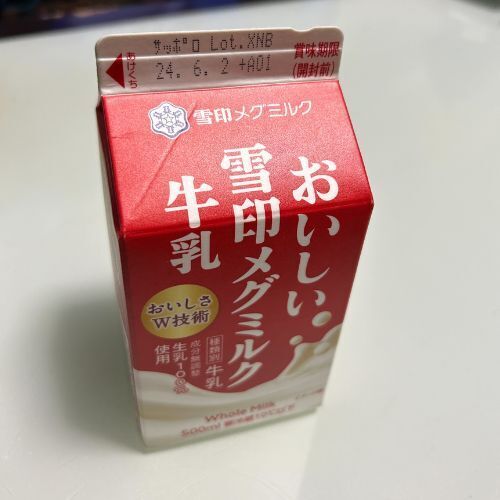 サッポロ Lot.XNB
24. 6. 2 +A01
あけくち
賞味期限
(開封前)
雪印メグミルク
おいしい
雪印メグミルク
牛乳
おいしさ
W技術
種類別 牛乳
成分無調整
生乳100%
使用
Whole Milk
500ml